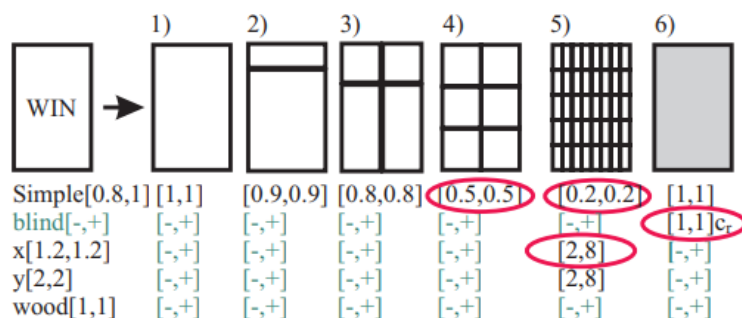 1) 2) 3) 4) 5) 6)
WIN
Simple[0.8,1] [1,1] [0.9,0.9] [0.8,0.8] [0.5,0.5] [0.2,0.2] [1,1]
blind[-,+] [-,+] [-,+] [-,+] [-,+] [-,+] [1,1]cᵣ
x[1.2,1.2] [-,+] [-,+] [-,+] [-,+] [2,8] [-,+]
y[2,2] [-,+] [-,+] [-,+] [-,+] [2,8] [-,+]
wood[1,1] [-,+] [-,+] [-,+] [-,+] [-,+] [-,+]